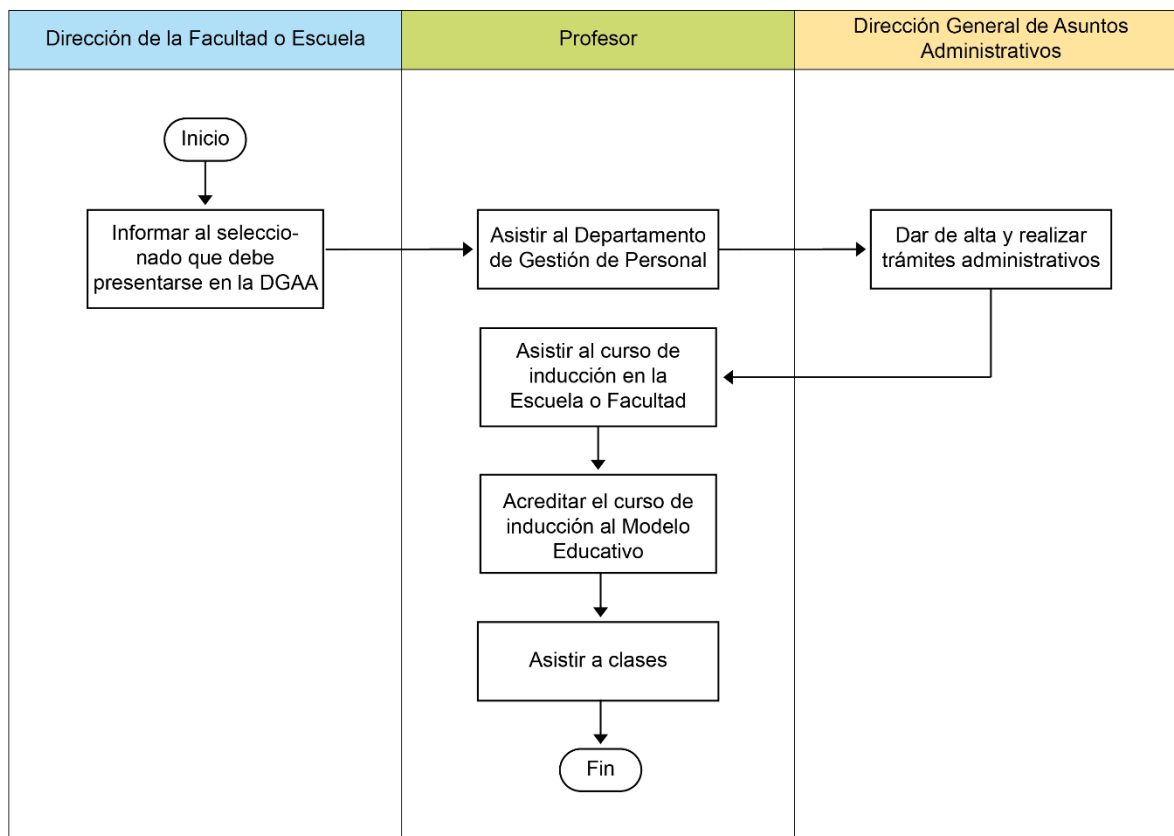 Dirección de la Facultad o Escuela
Profesor
Dirección General de Asuntos
Administrativos
Inicio
Informar al seleccio-
nado que debe
presentarse en la DGAA
Asistir al Departamento
de Gestión de Personal
Dar de alta y realizar
trámites administrativos
Asistir al curso de
inducción en la
Escuela o Facultad
Acreditar el curso de
inducción al Modelo
Educativo
Asistir a clases
Fin